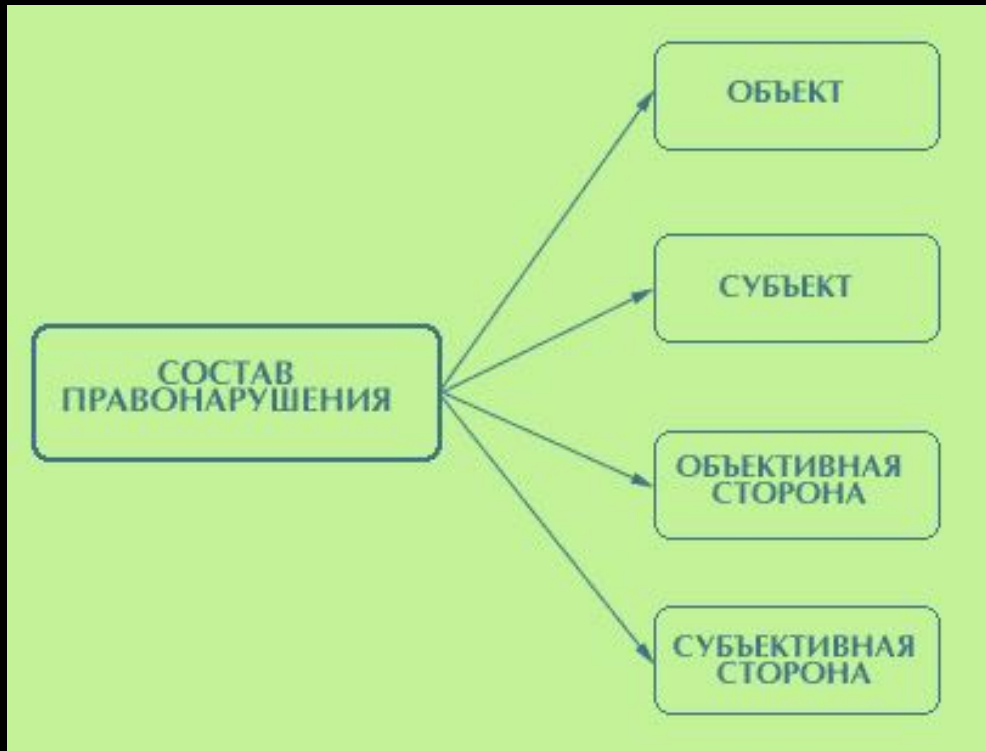 ОБЪЕКТ
СУБЪЕКТ
СОСТАВ
ПРАВОНАРУШЕНИЯ
ОБЪЕКТИВНАЯ
СТОРОНА
СУБЪЕКТИВНАЯ
СТОРОНА